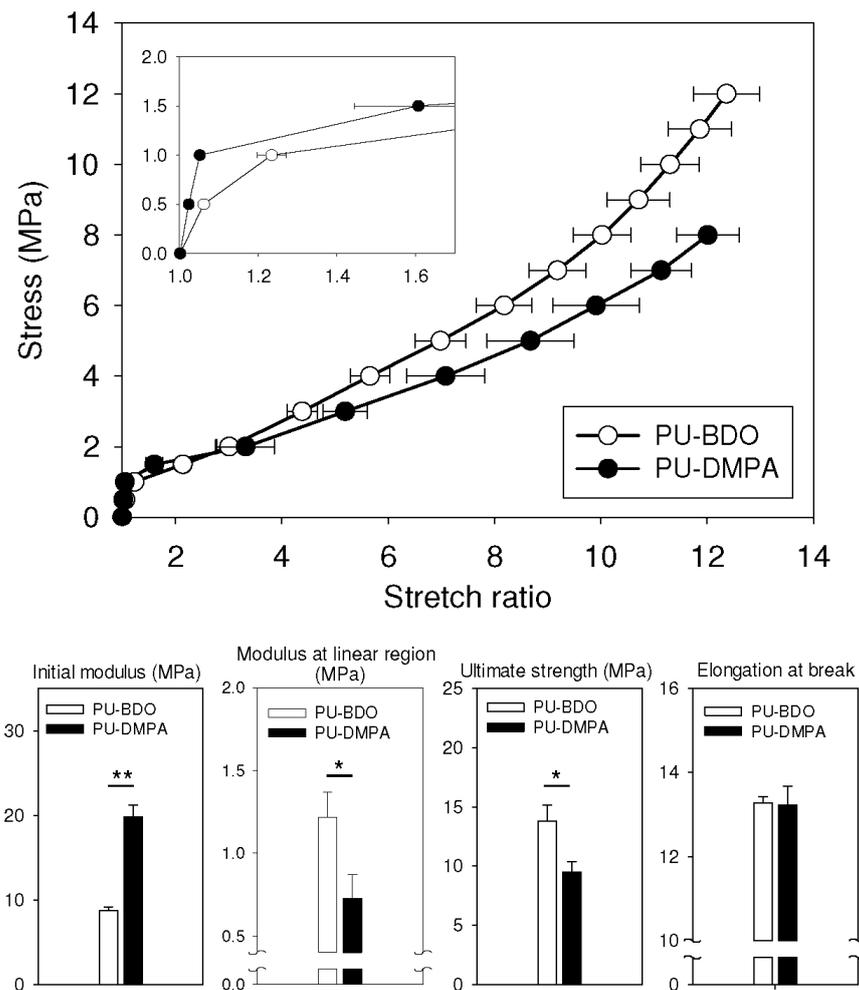 14
12
10
8
6
4
2
0
Stress (MPa)
2.0
1.5
1.0
0.5
0.0
1.0 1.2 1.4 1.6
PU-BDO
PU-DMPA
2 4 6 8 10 12 14
Stretch ratio
Initial modulus (MPa)
30
20
10
0
PU-BDO
PU-DMPA
**
Modulus at linear region
(MPa)
2.0
1.5
1.0
0.5
0.0
PU-BDO
PU-DMPA
*
Ultimate strength (MPa)
25
20
15
10
5
0
PU-BDO
PU-DMPA
*
Elongation at break
16
14
12
10
0
PU-BDO
PU-DMPA